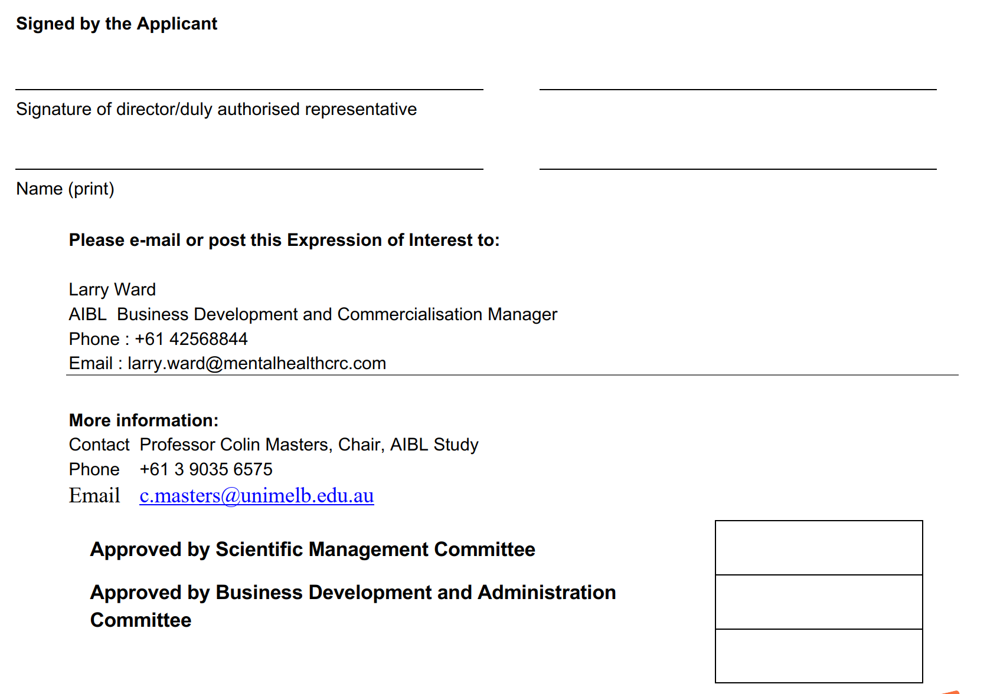 Signed by the Applicant
Signature of director/duly authorised representative
Name (print)
Please e-mail or post this Expression of Interest to:
Larry Ward
AIBL  Business Development and Commercialisation Manager
Phone : +61 42568844
Email : larry.ward@mentalhealthcrc.com
More information:
Contact  Professor Colin Masters, Chair, AIBL Study
Phone    +61 3 9035 6575
Email    c.masters@unimelb.edu.au
Approved by Scientific Management Committee
Approved by Business Development and Administration
Committee